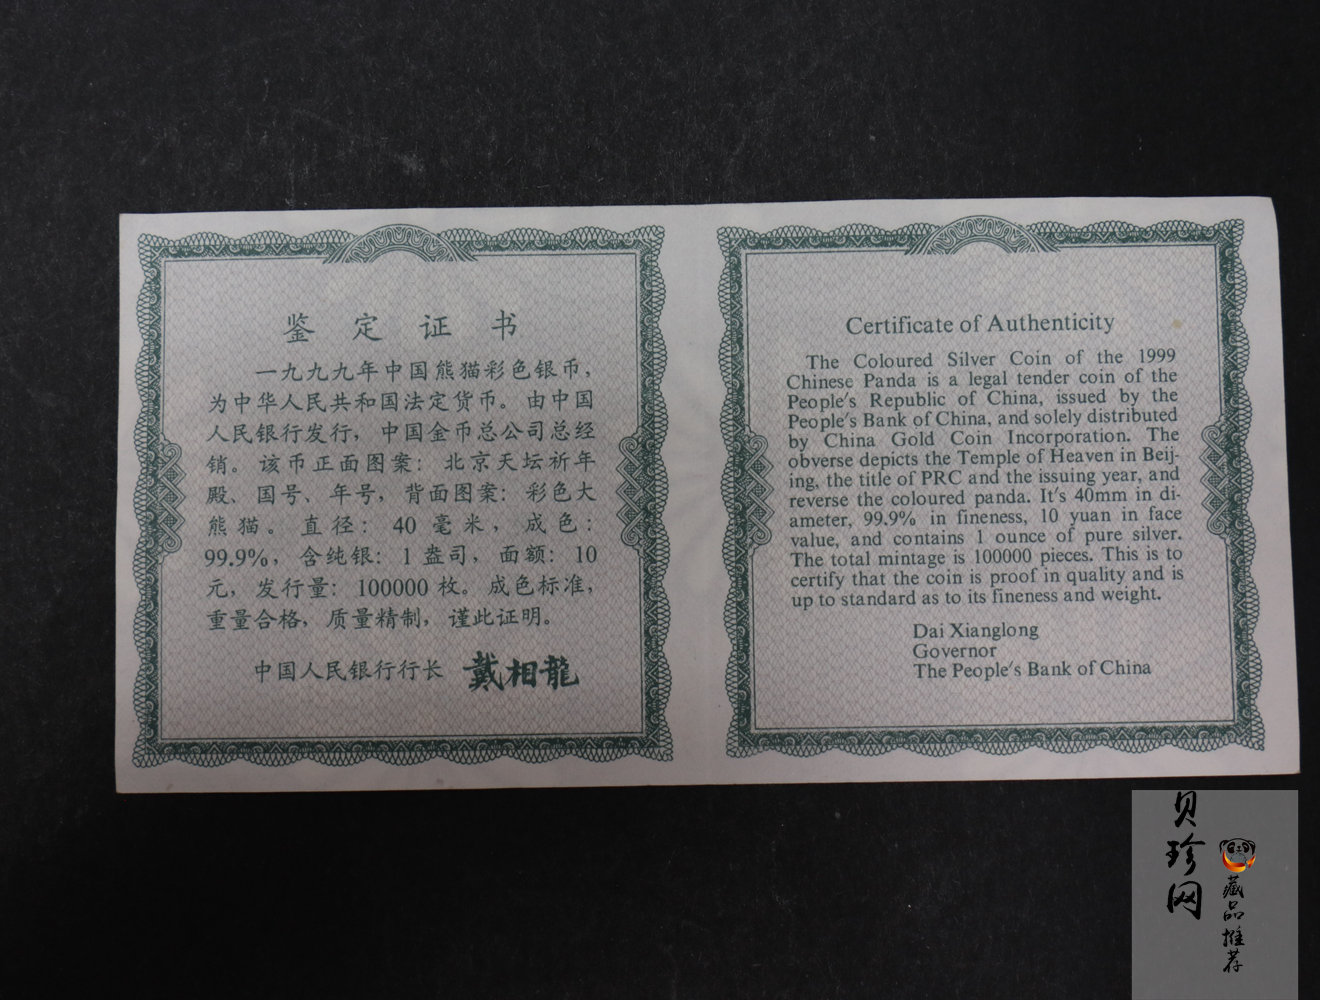 鉴定证书
一九九九年中国熊猫彩色银币，
为中华人民共和国法定货币。由中国
人民银行发行，中国金币总公司总经
销。该币正面图案：北京天坛祈年
殿、国号、年号，背面图案：彩色大
熊猫。直径：40毫米，成色：
99.9%，含纯银：1盎司，面额：10
元，发行量：100000枚。成色标准，
重量合格，质量精制，谨此证明。
中国人民银行行长 戴相龍
Certificate of Authenticity
The Coloured Silver Coin of the 1999
Chinese Panda is a legal tender coin of the
People's Republic of China, issued by the
People's Bank of China, and solely distributed
by China Gold Coin Incorporation. The
obverse depicts the Temple of Heaven in Beij-
ing, the title of PRC and the issuing year, and
reverse the coloured panda. It's 40mm in di-
ameter, 99.9% in fineness, 10 yuan in face
value, and contains 1 ounce of pure silver.
The total mintage is 100000 pieces. This is to
certify that the coin is proof in quality and is
up to standard as to its fineness and weight.
Dai Xianglong
Governor
The People's Bank of China
贝珍网
藏品推荐